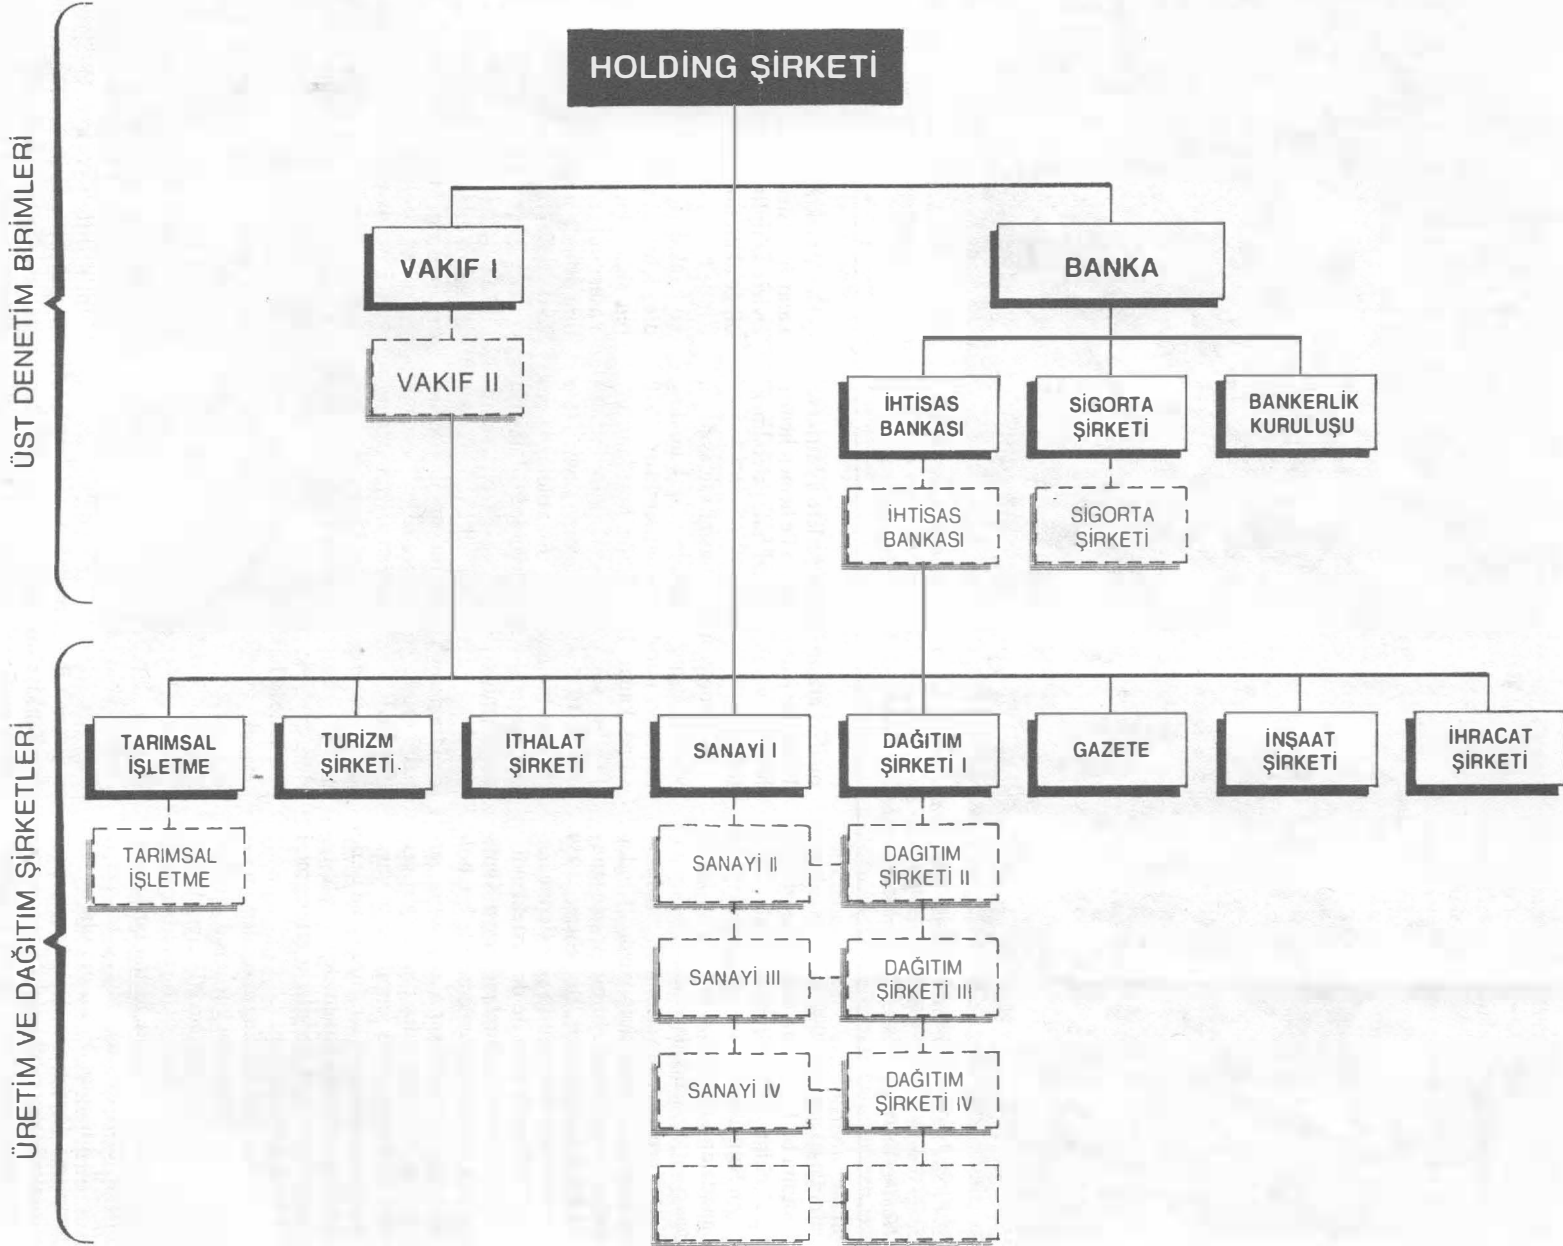 HOLDİNG ŞİRKETİ
ÜST DENETİM BİRİMLERİ
VAKIF I
BANKA
VAKIF II
İHTİSAS
BANKASI
SİGORTA
ŞİRKETİ
BANKERLİK
KURULUŞU
İHTİSAS
BANKASI
SİGORTA
ŞİRKETİ
ÜRETİM VE DAĞITIM ŞİRKETLERİ
TARIMSAL
İŞLETME
TURİZM
ŞİRKETİ
ITHALAT
ŞİRKETİ
SANAYİ I
DAĞITIM
ŞİRKETİ I
GAZETE
İNŞAAT
ŞİRKETİ
İHRACAT
ŞİRKETİ
TARIMSAL
İŞLETME
SANAYİ II
DAGITIM
ŞİRKETİ II
SANAYİ III
DAĞITIM
ŞİRKETİ III
SANAYİ IV
DAĞITIM
ŞİRKETİ IV